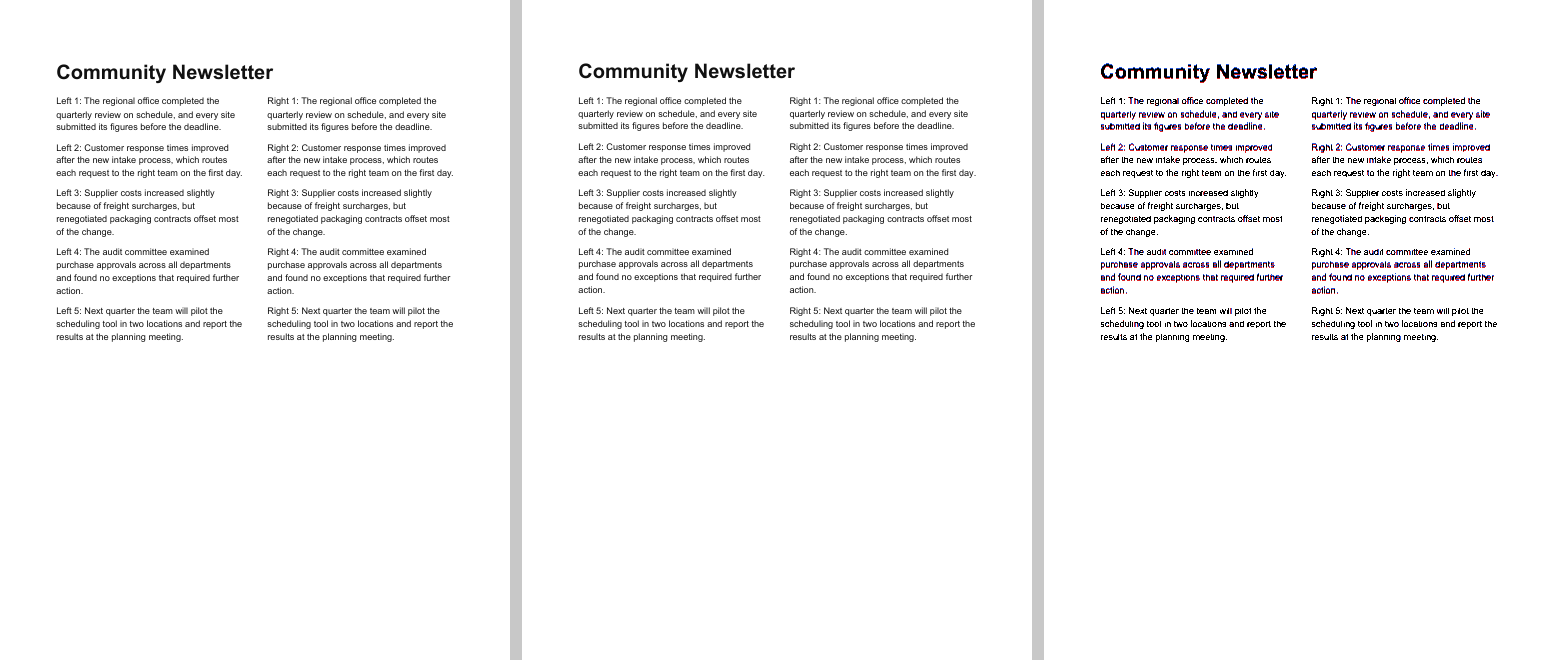 Community Newsletter
Left 1: The regional office completed the
quarterly review on schedule, and every site
submitted its figures before the deadline.
Left 2: Customer response times improved
after the new intake process, which routes
each request to the right team on the first day.
Left 3: Supplier costs increased slightly
because of freight surcharges, but
renegotiated packaging contracts offset most
of the change.
Left 4: The audit committee examined
purchase approvals across all departments
and found no exceptions that required further
action.
Left 5: Next quarter the team will pilot the
scheduling tool in two locations and report the
results at the planning meeting.
Right 1: The regional office completed the
quarterly review on schedule, and every site
submitted its figures before the deadline.
Right 2: Customer response times improved
after the new intake process, which routes
each request to the right team on the first day.
Right 3: Supplier costs increased slightly
because of freight surcharges, but
renegotiated packaging contracts offset most
of the change.
Right 4: The audit committee examined
purchase approvals across all departments
and found no exceptions that required further
action.
Right 5: Next quarter the team will pilot the
scheduling tool in two locations and report the
results at the planning meeting.
Community Newsletter
Left 1: The regional office completed the
quarterly review on schedule, and every site
submitted its figures before the deadline.
Left 2: Customer response times improved
after the new intake process, which routes
each request to the right team on the first day.
Left 3: Supplier costs increased slightly
because of freight surcharges, but
renegotiated packaging contracts offset most
of the change.
Left 4: The audit committee examined
purchase approvals across all departments
and found no exceptions that required further
action.
Left 5: Next quarter the team will pilot the
scheduling tool in two locations and report the
results at the planning meeting.
Right 1: The regional office completed the
quarterly review on schedule, and every site
submitted its figures before the deadline.
Right 2: Customer response times improved
after the new intake process, which routes
each request to the right team on the first day.
Right 3: Supplier costs increased slightly
because of freight surcharges, but
renegotiated packaging contracts offset most
of the change.
Right 4: The audit committee examined
purchase approvals across all departments
and found no exceptions that required further
action.
Right 5: Next quarter the team will pilot the
scheduling tool in two locations and report the
results at the planning meeting.
Community Newsletter
Left 1: The regional office completed the
quarterly review on schedule, and every site
submitted its figures before the deadline.
Left 2: Customer response times improved
after the new intake process, which routes
each request to the right team on the first day.
Left 3: Supplier costs increased slightly
because of freight surcharges, but
renegotiated packaging contracts offset most
of the change.
Left 4: The audit committee examined
purchase approvals across all departments
and found no exceptions that required further
action.
Left 5: Next quarter the team will pilot the
scheduling tool in two locations and report the
results at the planning meeting.
Right 1: The regional office completed the
quarterly review on schedule, and every site
submitted its figures before the deadline.
Right 2: Customer response times improved
after the new intake process, which routes
each request to the right team on the first day.
Right 3: Supplier costs increased slightly
because of freight surcharges, but
renegotiated packaging contracts offset most
of the change.
Right 4: The audit committee examined
purchase approvals across all departments
and found no exceptions that required further
action.
Right 5: Next quarter the team will pilot the
scheduling tool in two locations and report the
results at the planning meeting.